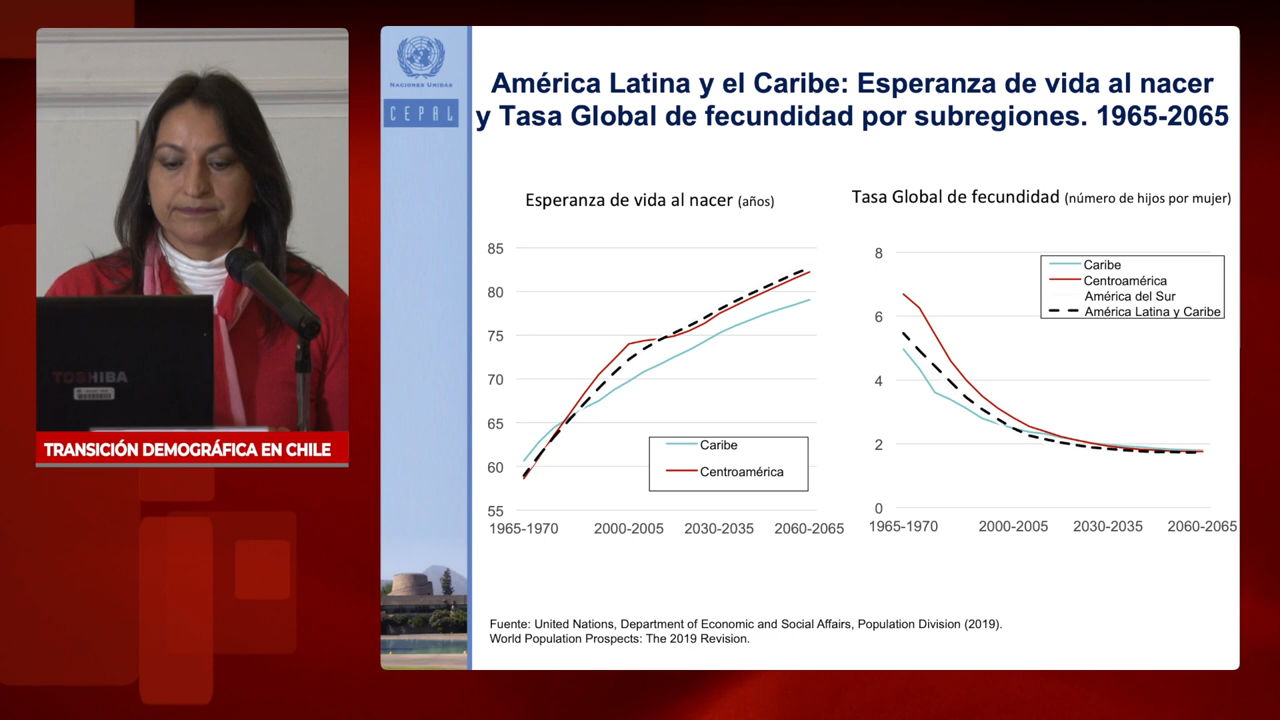 TOSHIBA
TRANSICIÓN DEMOGRÁFICA EN CHILE
NACIONES UNIDAS
CEPAL
América Latina y el Caribe: Esperanza de vida al nacer
y Tasa Global de fecundidad por subregiones. 1965-2065
Esperanza de vida al nacer (años)
85
80
75
70
65
60
55
1965-1970 2000-2005 2030-2035 2060-2065
Caribe
Centroamérica
Tasa Global de fecundidad (número de hijos por mujer)
8
6
4
2
0
1965-1970 2000-2005 2030-2035 2060-2065
Caribe
Centroamérica
América del Sur
América Latina y Caribe
Fuente: United Nations, Department of Economic and Social Affairs, Population Division (2019).
World Population Prospects: The 2019 Revision.